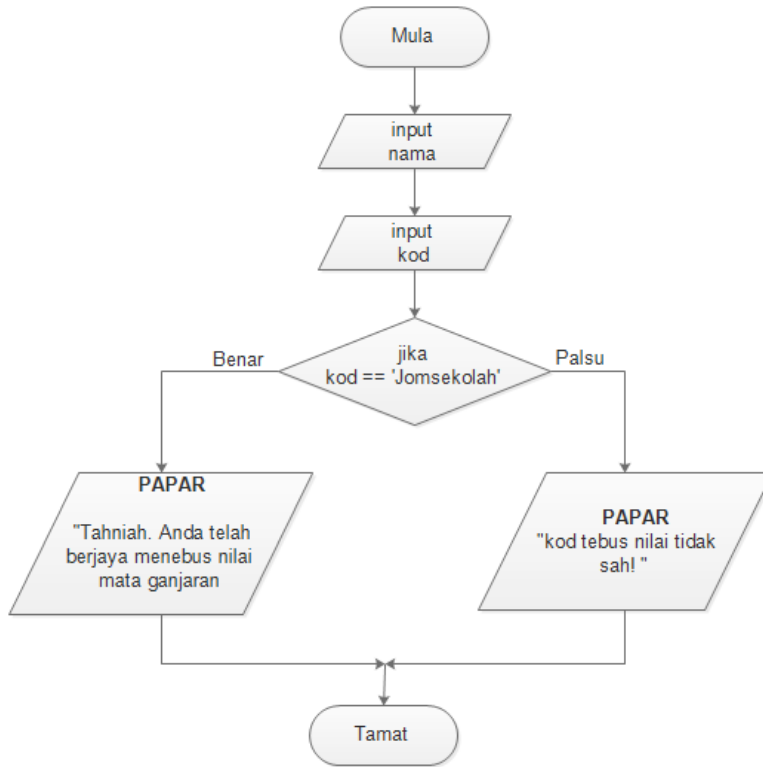 Mula
input
nama
input
kod
jika
kod == 'Jomsekolah'
Benar
Palsu
PAPAR
"Tahniah. Anda telah
berjaya menebus nilai
mata ganjaran
PAPAR
"kod tebus nilai tidak
sah! "
Tamat